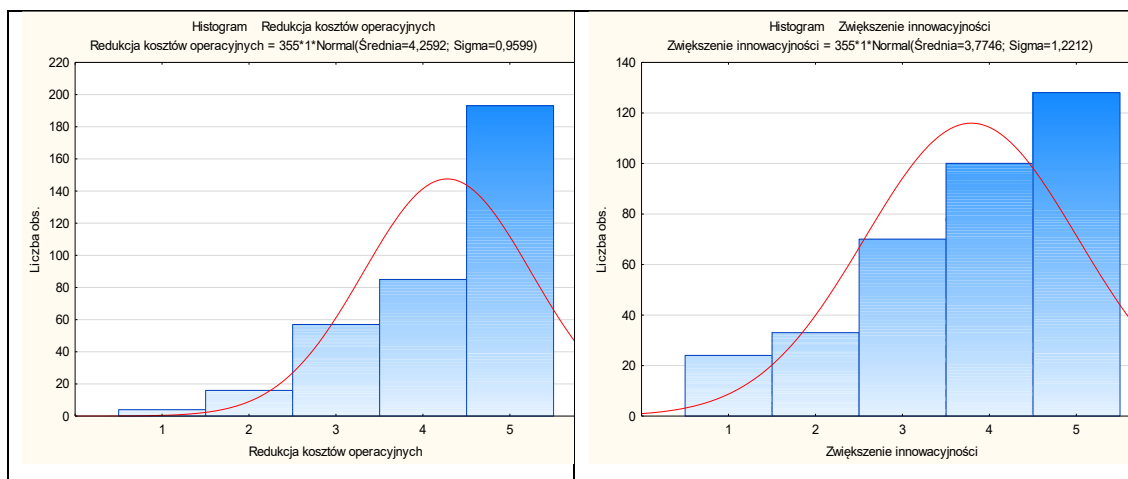 Histogram Redukcja kosztów operacyjnych
Redukcja kosztów operacyjnych = 355*1*Normal(Średnia=4,2592; Sigma=0,9599)
220
200
180
160
140
120
100
80
60
40
20
0
Liczba obs.
1 2 3 4 5
Redukcja kosztów operacyjnych
Histogram Zwiększenie innowacyjności
Zwiększenie innowacyjności = 355*1*Normal(Średnia=3,7746; Sigma=1,2212)
140
120
100
80
60
40
20
0
Liczba obs.
1 2 3 4 5
Zwiększenie innowacyjności